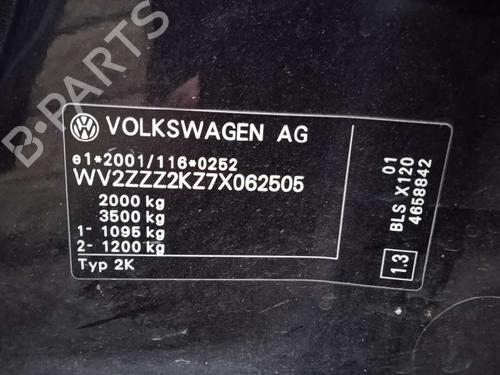 B-PARTS
VOLKSWAGEN AG
e1*2001/116*0252
WV2ZZZ2KZ7X062505
2000 kg
3500 kg
1- 1095 kg
2- 1200 kg
Typ 2K
01
BLS X120
4658842
1.3